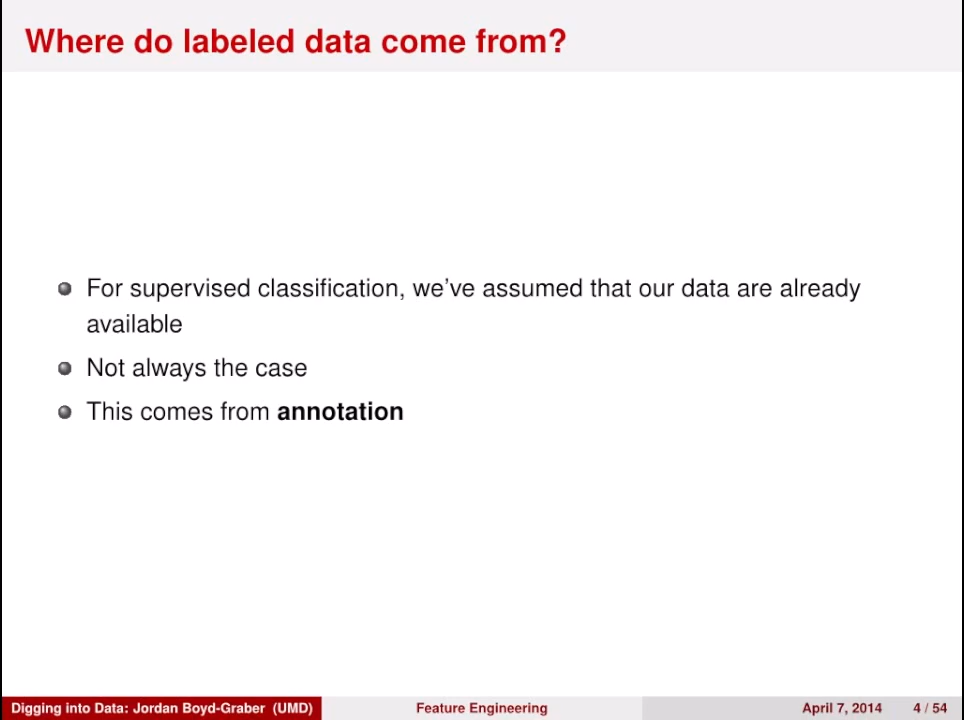 Where do labeled data come from?
For supervised classification, we've assumed that our data are already
available
Not always the case
This comes from annotation
Digging into Data: Jordan Boyd-Graber (UMD) Feature Engineering April 7, 2014 4 / 54